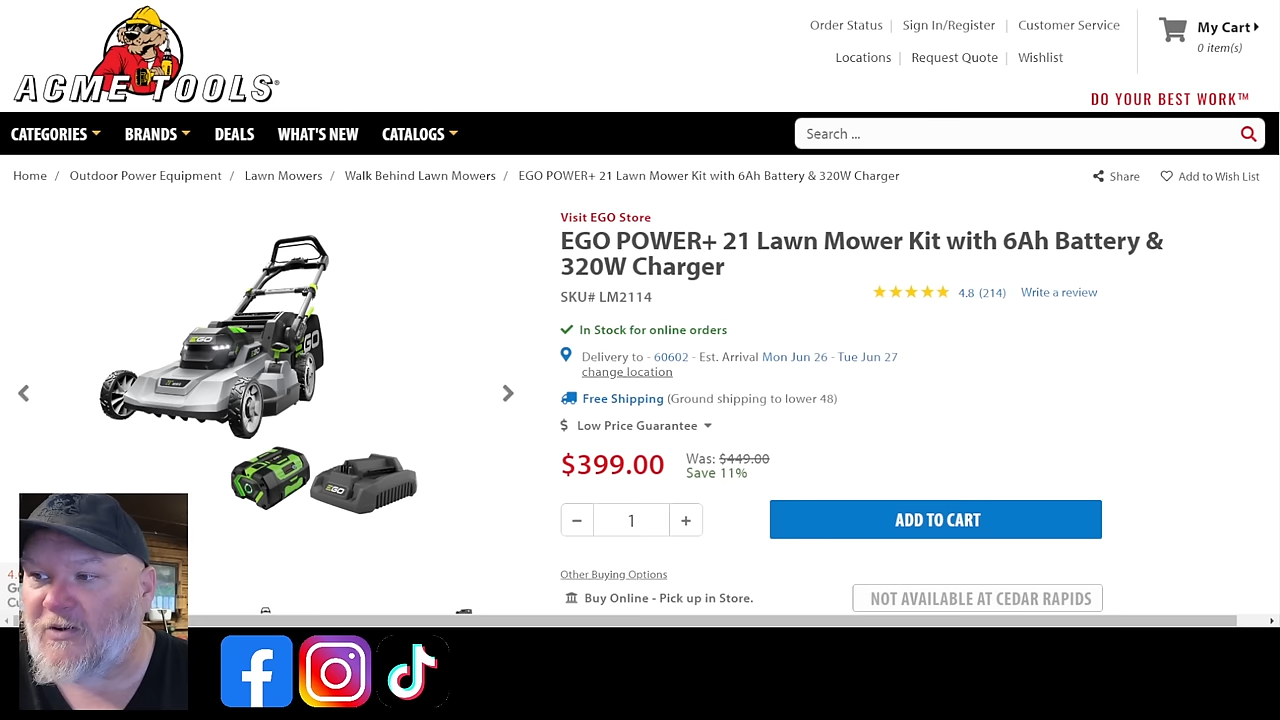 Order Status | Sign In/Register | Customer Service
My Cart
0 item(s)
Locations | Request Quote | Wishlist
ACME TOOLS®
DO YOUR BEST WORK™
CATEGORIES BRANDS DEALS WHAT'S NEW CATALOGS
Search ...
Home / Outdoor Power Equipment / Lawn Mowers / Walk Behind Lawn Mowers / EGO POWER+ 21 Lawn Mower Kit with 6Ah Battery & 320W Charger
Share
Add to Wish List
Visit EGO Store
EGO POWER+ 21 Lawn Mower Kit with 6Ah Battery &
320W Charger
SKU# LM2114
4.8 (214) Write a review
In Stock for online orders
Delivery to - 60602 - Est. Arrival Mon Jun 26 - Tue Jun 27
change location
Free Shipping (Ground shipping to lower 48)
$ Low Price Guarantee
$399.00
Was: $449.00
Save 11%
EGO
EGO
EGO
− 1 +
ADD TO CART
Other Buying Options
Buy Online - Pick up in Store.
NOT AVAILABLE AT CEDAR RAPIDS